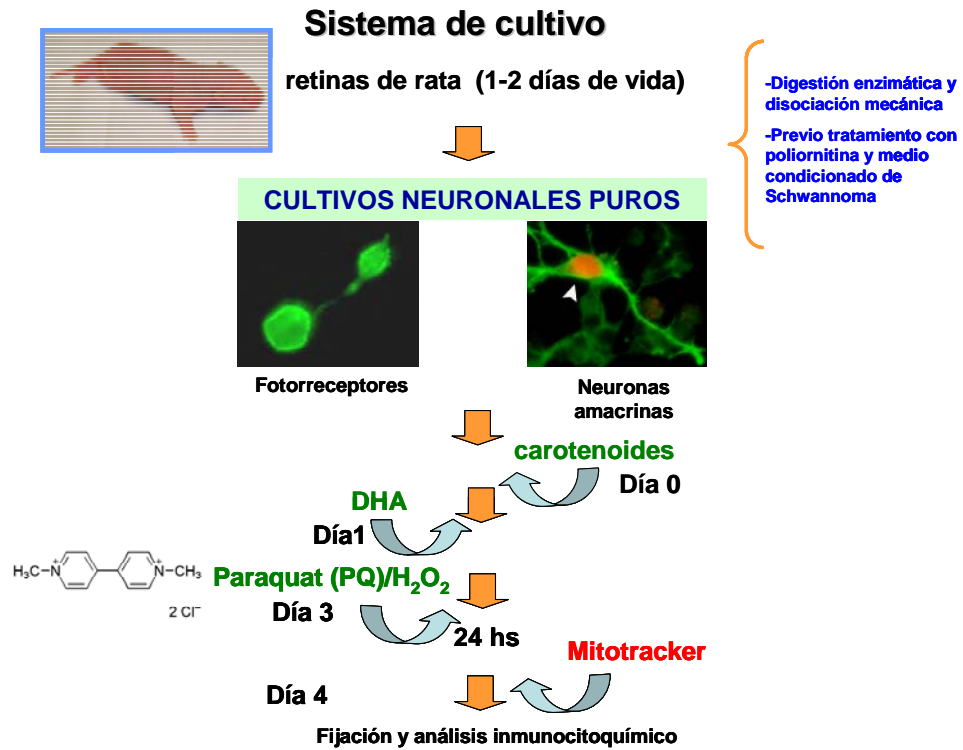 Sistema de cultivo
retinas de rata (1-2 días de vida)
-Digestión enzimática y
disociación mecánica
-Previo tratamiento con
poliornitina y medio
condicionado de
Schwannoma
CULTIVOS NEURONALES PUROS
Fotorreceptores
Neuronas
amacrinas
carotenoides
Día 0
DHA
Día1
H₃C-N⁺
N⁺-CH₃
2 Cl⁻
Paraquat (PQ)/H₂O₂
Día 3
24 hs
Mitotracker
Día 4
Fijación y análisis inmunocitoquímico